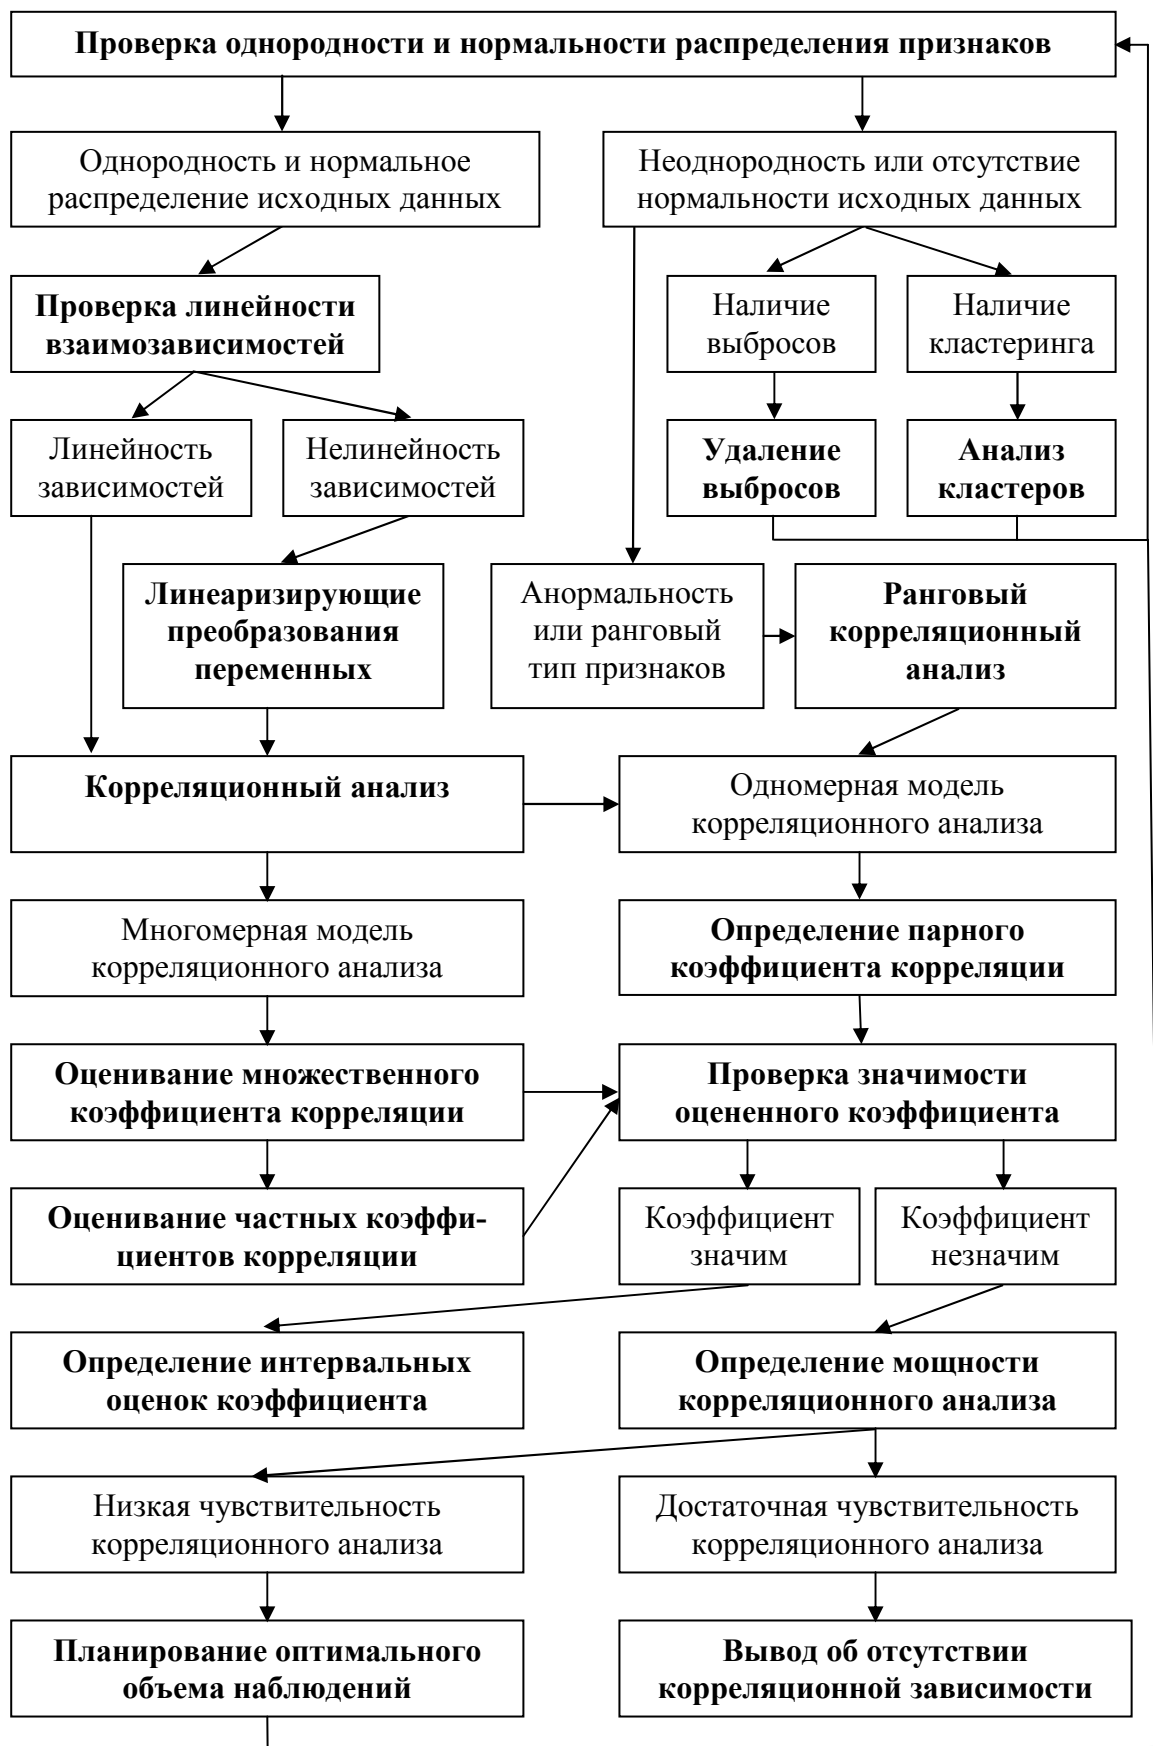 Проверка однородности и нормальности распределения признаков
Однородность и нормальное
распределение исходных данных
Неоднородность или отсутствие
нормальности исходных данных
Проверка линейности
взаимозависимостей
Наличие
выбросов
Наличие
кластеринга
Линейность
зависимостей
Нелинейность
зависимостей
Удаление
выбросов
Анализ
кластеров
Линеаризирующие
преобразования
переменных
Анормальность
или ранговый
тип признаков
Ранговый
корреляционный
анализ
Корреляционный анализ
Одномерная модель
корреляционного анализа
Многомерная модель
корреляционного анализа
Определение парного
коэффициента корреляции
Оценивание множественного
коэффициента корреляции
Проверка значимости
оцененного коэффициента
Оценивание частных коэффи-
циентов корреляции
Коэффициент
значим
Коэффициент
незначим
Определение интервальных
оценок коэффициента
Определение мощности
корреляционного анализа
Низкая чувствительность
корреляционного анализа
Достаточная чувствительность
корреляционного анализа
Планирование оптимального
объема наблюдений
Вывод об отсутствии
корреляционной зависимости